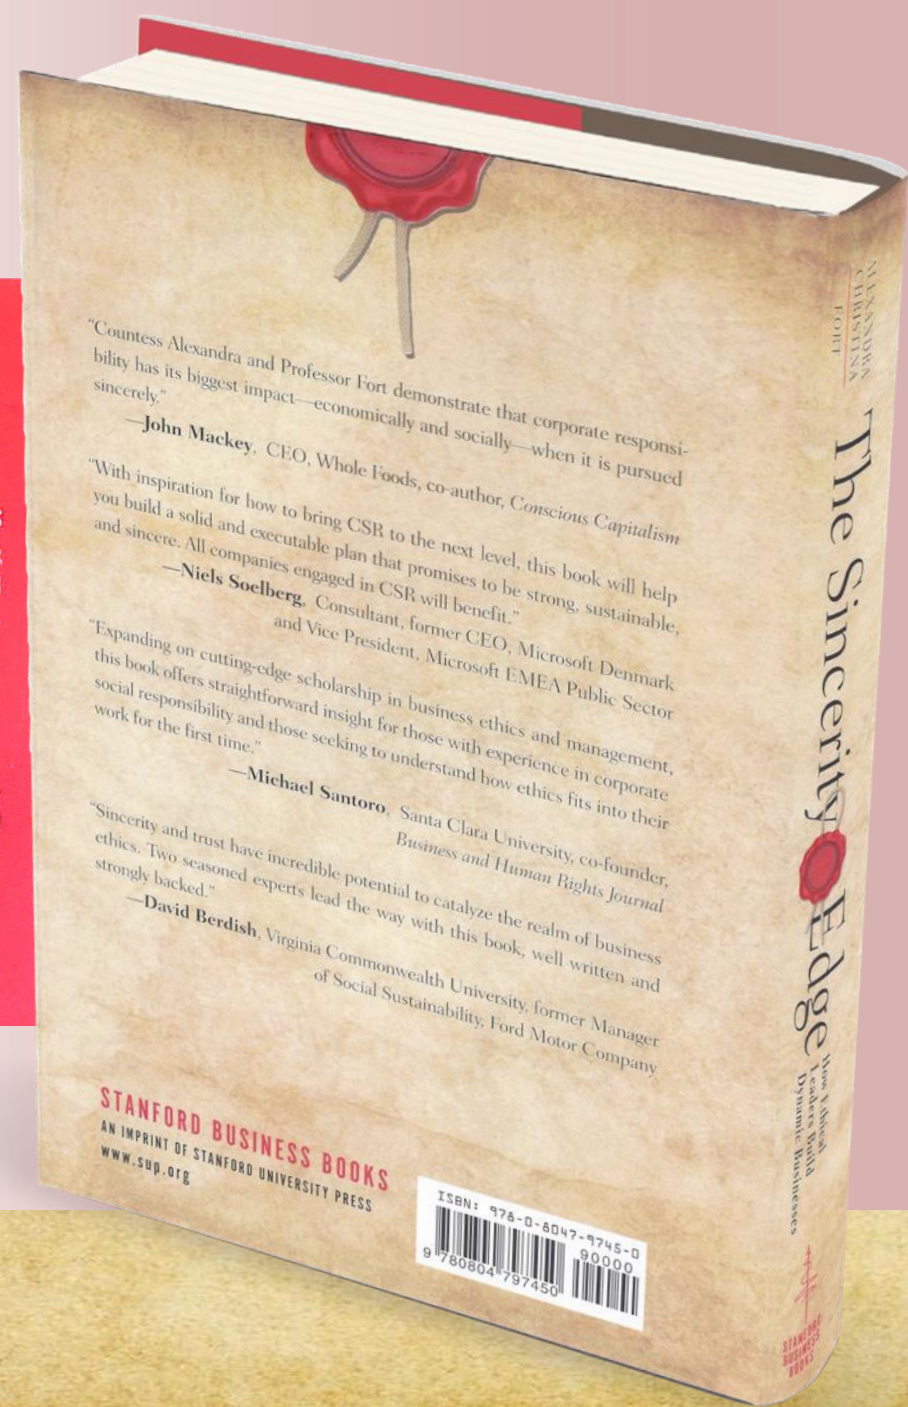 “Countess Alexandra and Professor Fort demonstrate that corporate responsi-
bility has its biggest impact—economically and socially—when it is pursued
sincerely.”
—John Mackey, CEO, Whole Foods, co-author, Conscious Capitalism
“With inspiration for how to bring CSR to the next level, this book will help
you build a solid and executable plan that promises to be strong, sustainable,
and sincere. All companies engaged in CSR will benefit.”
—Niels Soelberg, Consultant, former CEO, Microsoft Denmark
and Vice President, Microsoft EMEA Public Sector
“Expanding on cutting-edge scholarship in business ethics and management,
this book offers straightforward insight for those with experience in corporate
social responsibility and those seeking to understand how ethics fits into their
work for the first time.”
—Michael Santoro, Santa Clara University, co-founder,
Business and Human Rights Journal
“Sincerity and trust have incredible potential to catalyze the realm of business
ethics. Two seasoned experts lead the way with this book, well written and
strongly backed.”
—David Berdish, Virginia Commonwealth University, former Manager
of Social Sustainability, Ford Motor Company
STANFORD BUSINESS BOOKS
AN IMPRINT OF STANFORD UNIVERSITY PRESS
www.sup.org
ISBN: 978-0-8047-9745-0
90000
9 780804 797450
ALEXANDRA
CHRISTINA
FORT
The Sincerity Edge
How Ethical
Leaders Build
Dynamic Businesses
STANFORD
BUSINESS
BOOKS